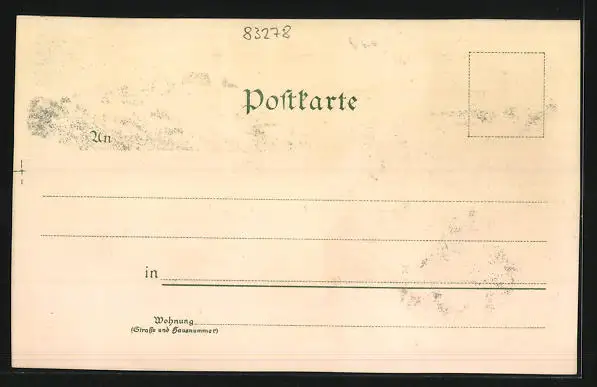 83278
Postkarte
An
in
Wohnung
(Straße und Hausnummer)